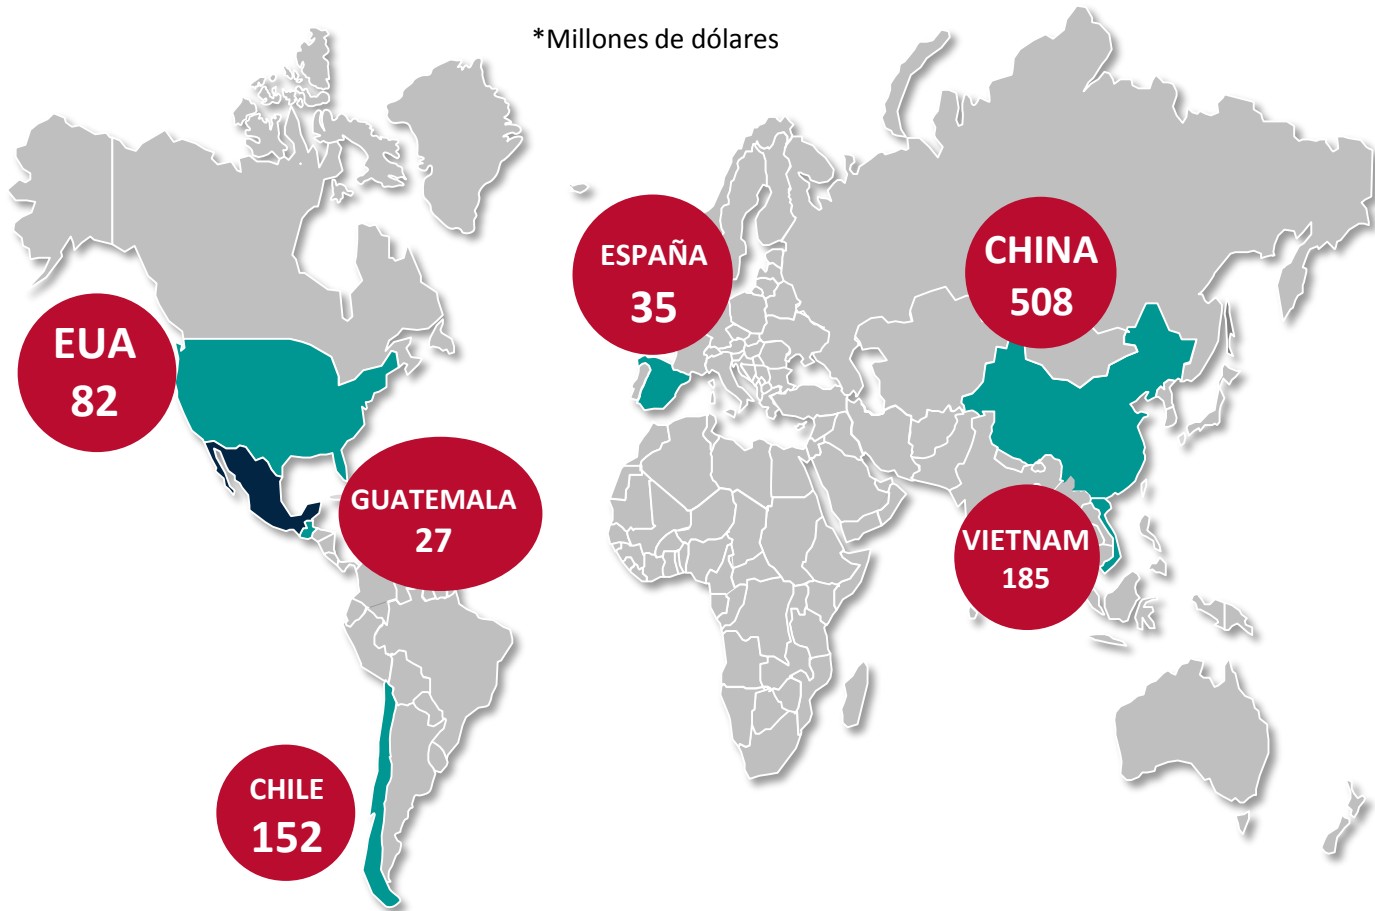 *Millones de dólares
ESPAÑA
35
CHINA
508
EUA
82
GUATEMALA
27
VIETNAM
185
CHILE
152